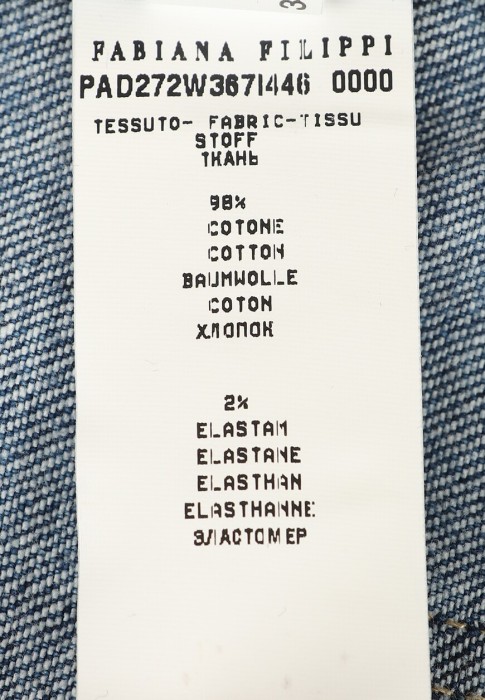 FABIANA FILIPPI
PAD272W367I446 0000
TESSUTO- FABRIC-TISSU
STOFF
ТКАНЬ
98%
COTONE
COTTON
BAUMWOLLE
COTON
ХЛОПОК
2%
ELASTAM
ELASTANE
ELASTHAN
ELASTHANNE
ЭЛАСТОМЕР